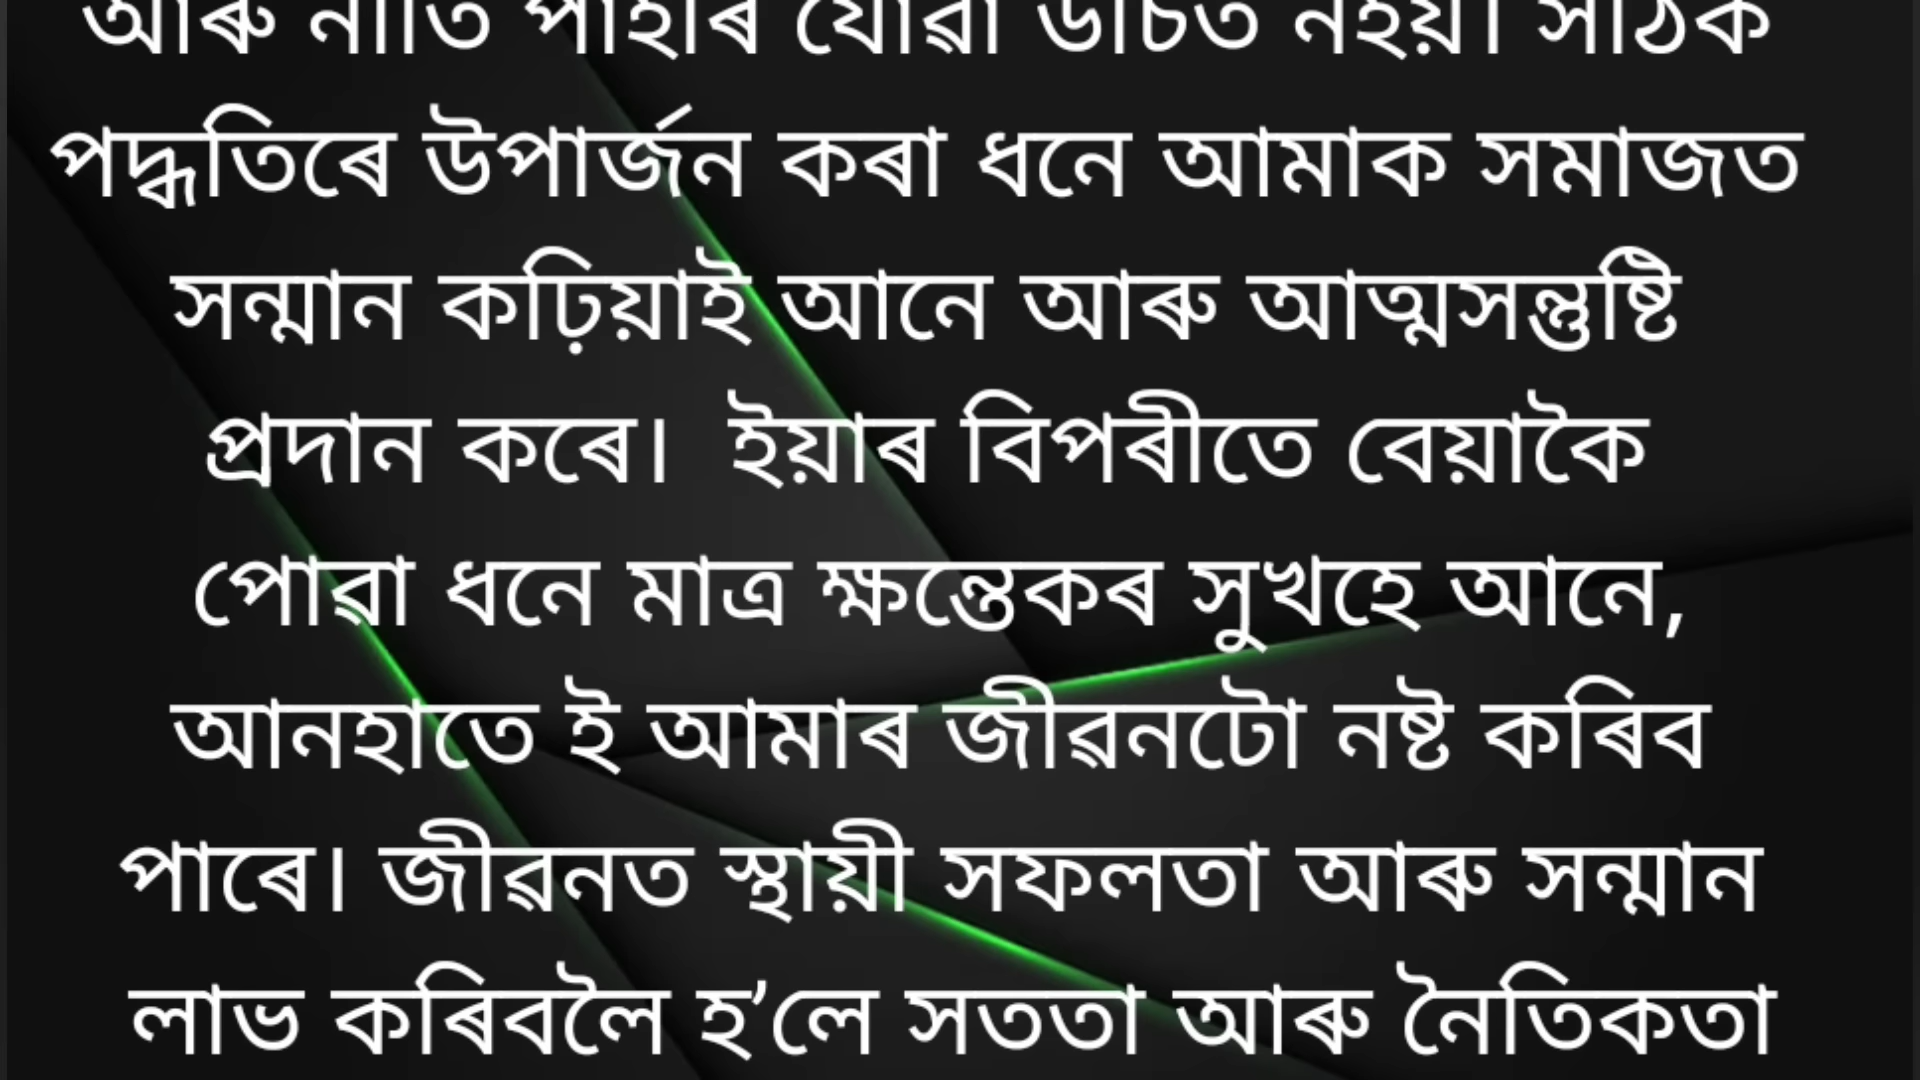 আৰু নীতি পাহৰি যোৱা উচিত নহয়। সঠিক
পদ্ধতিৰে উপাৰ্জন কৰা ধনে আমাক সমাজত
সন্মান কঢ়িয়াই আনে আৰু আত্মসন্তুষ্টি
প্ৰদান কৰে।  ইয়াৰ বিপৰীতে বেয়াকৈ
পোৱা ধনে মাত্ৰ ক্ষন্তেকৰ সুখহে আনে,
আনহাতে ই আমাৰ জীৱনটো নষ্ট কৰিব
পাৰে। জীৱনত স্থায়ী সফলতা আৰু সন্মান
লাভ কৰিবলৈ হ’লে সততা আৰু নৈতিকতা